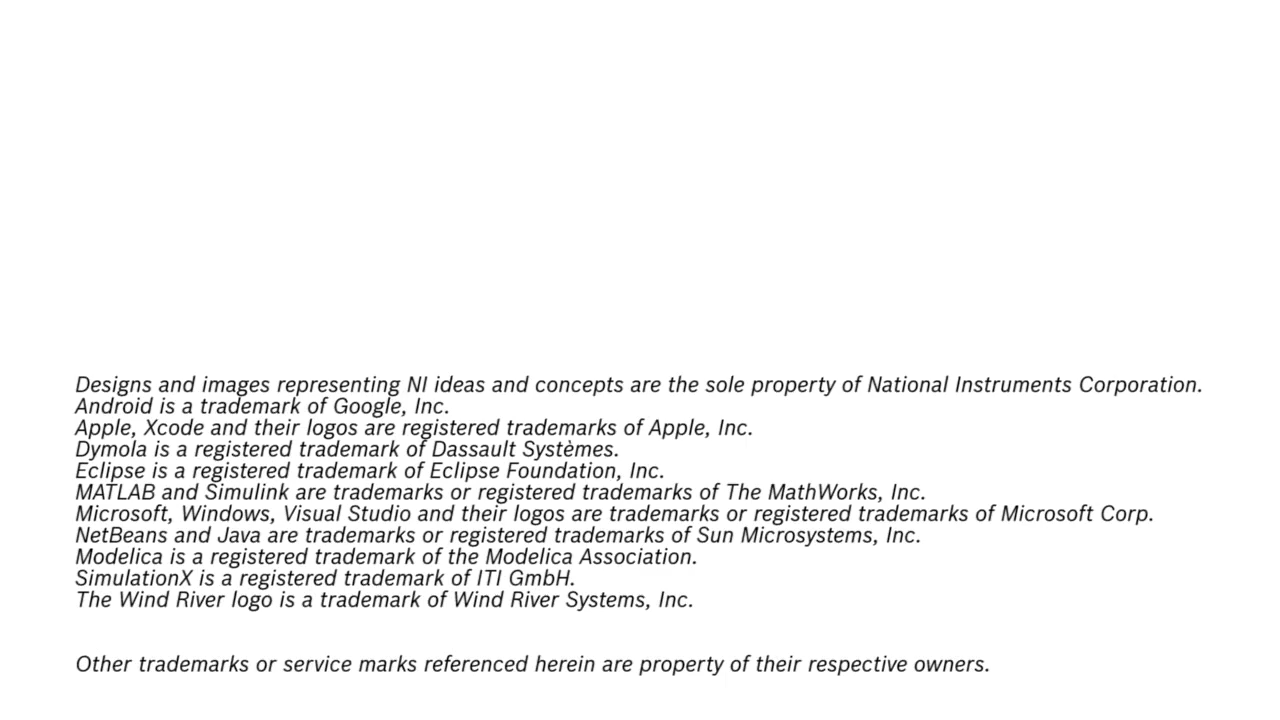 Designs and images representing NI ideas and concepts are the sole property of National Instruments Corporation.
Android is a trademark of Google, Inc.
Apple, Xcode and their logos are registered trademarks of Apple, Inc.
Dymola is a registered trademark of Dassault Systèmes.
Eclipse is a registered trademark of Eclipse Foundation, Inc.
MATLAB and Simulink are trademarks or registered trademarks of The MathWorks, Inc.
Microsoft, Windows, Visual Studio and their logos are trademarks or registered trademarks of Microsoft Corp.
NetBeans and Java are trademarks or registered trademarks of Sun Microsystems, Inc.
Modelica is a registered trademark of the Modelica Association.
SimulationX is a registered trademark of ITI GmbH.
The Wind River logo is a trademark of Wind River Systems, Inc.
Other trademarks or service marks referenced herein are property of their respective owners.